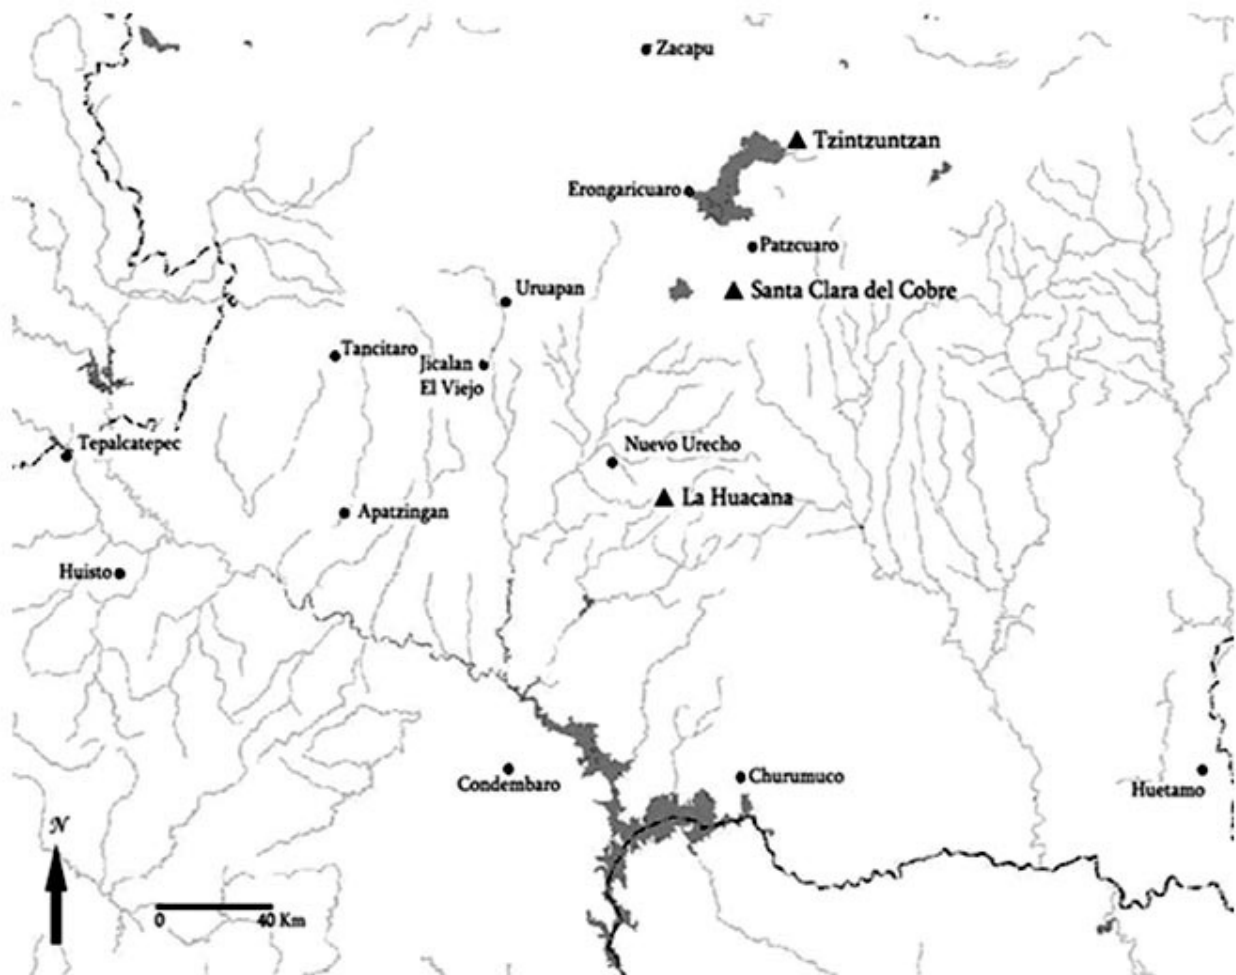 Zacapu
Tzintzuntzan
Erongaricuaro
Patzcuaro
Uruapan
Santa Clara del Cobre
Tancitaro
Jicalan
El Viejo
Tepalcatepec
Nuevo Urecho
La Huacana
Apatzingan
Huisto
Condembaro
Churumuco
Huetamo
N
0 40 Km